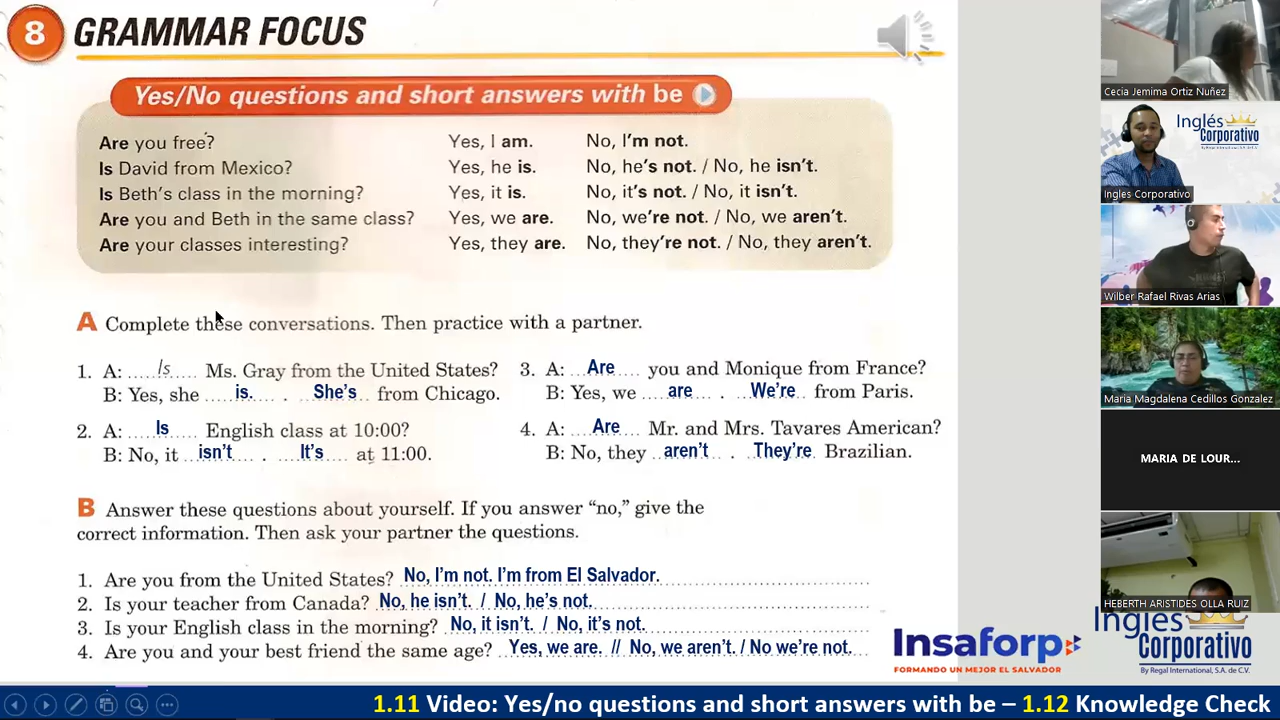 8 GRAMMAR FOCUS
Yes/No questions and short answers with be
Are you free? Yes, I am. No, I'm not.
Is David from Mexico? Yes, he is. No, he's not. / No, he isn't.
Is Beth's class in the morning? Yes, it is. No, it's not. / No, it isn't.
Are you and Beth in the same class? Yes, we are. No, we're not. / No, we aren't.
Are your classes interesting? Yes, they are. No, they're not. / No, they aren't.
A Complete these conversations. Then practice with a partner.
1. A: Is Ms. Gray from the United States?
B: Yes, she is. . She's from Chicago.
2. A: Is English class at 10:00?
B: No, it isn't . It's at 11:00.
3. A: Are you and Monique from France?
B: Yes, we are . We're from Paris.
4. A: Are Mr. and Mrs. Tavares American?
B: No, they aren't . They're Brazilian.
B Answer these questions about yourself. If you answer “no,” give the
correct information. Then ask your partner the questions.
1. Are you from the United States? No, I'm not. I'm from El Salvador.
2. Is your teacher from Canada? No, he isn't. / No, he's not.
3. Is your English class in the morning? No, it isn't. / No, it's not.
4. Are you and your best friend the same age? Yes, we are. // No, we aren't. / No we're not.
Insaforp
FORMANDO UN MEJOR EL SALVADOR
Inglés
Corporativo
By Regal International, S.A. de C.V.
1.11 Video: Yes/no questions and short answers with be – 1.12 Knowledge Check
Cecia Jemima Ortiz Nuñez
Inglés
Corporativo
Ingles Corporativo
Wilber Rafael Rivas Arias
Maria Magdalena Cedillos Gonzalez
MARIA DE LOUR...
HEBERTH ARISTIDES OLLA RUIZ